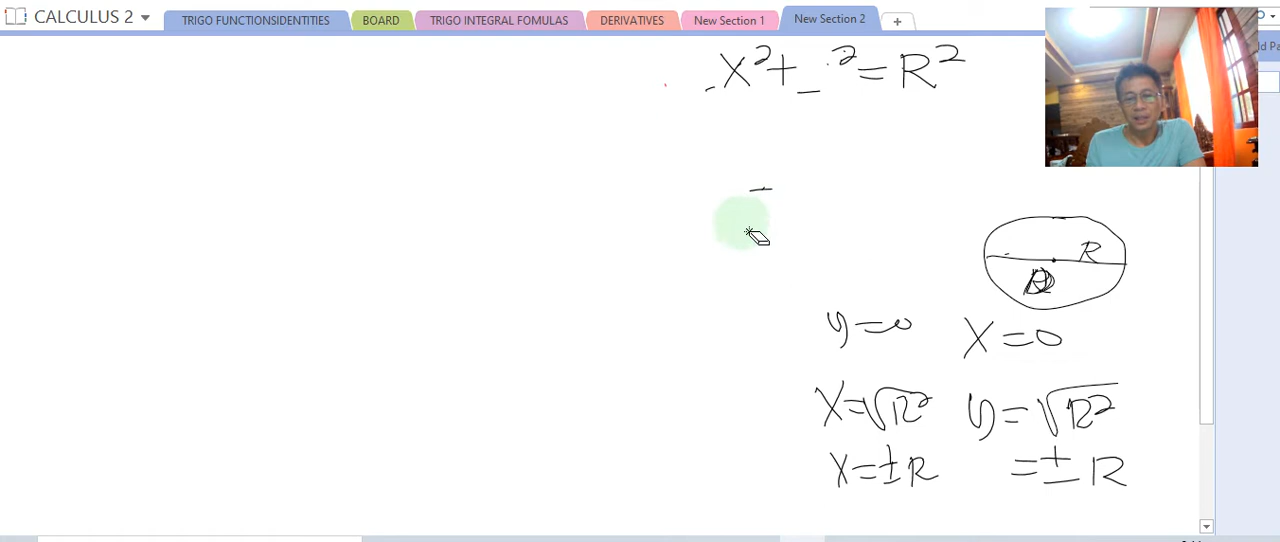 CALCULUS 2
TRIGO FUNCTIONSIDENTITIES
BOARD
TRIGO INTEGRAL FOMULAS
DERIVATIVES
New Section 1
New Section 2
X²+ ² = R²
R
y=0
X=0
X=√R²
y=√R²
X=±R
=±R